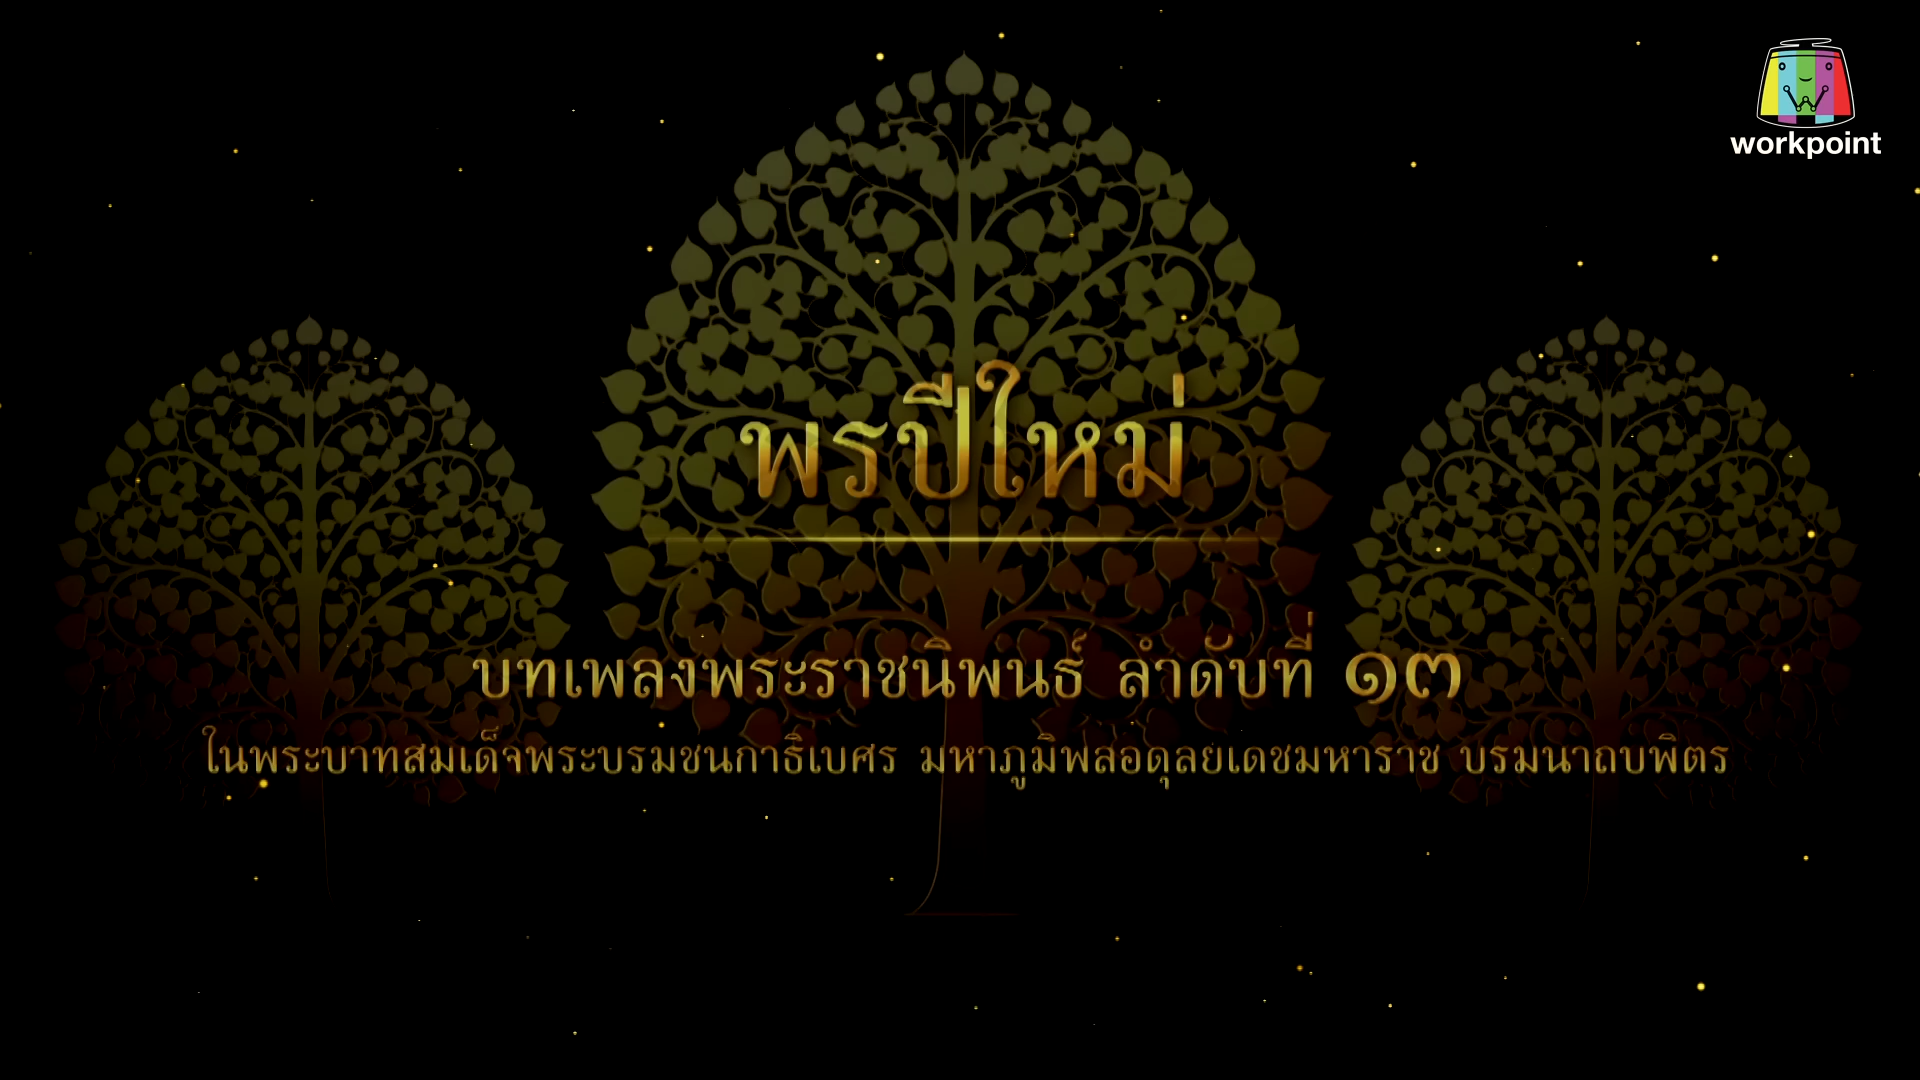 workpoint
พรปีใหม่
บทเพลงพระราชนิพนธ์ ลำดับที่ ๑๓
ในพระบาทสมเด็จพระบรมชนกาธิเบศร มหาภูมิพลอดุลยเดชมหาราช บรมนาถบพิตร